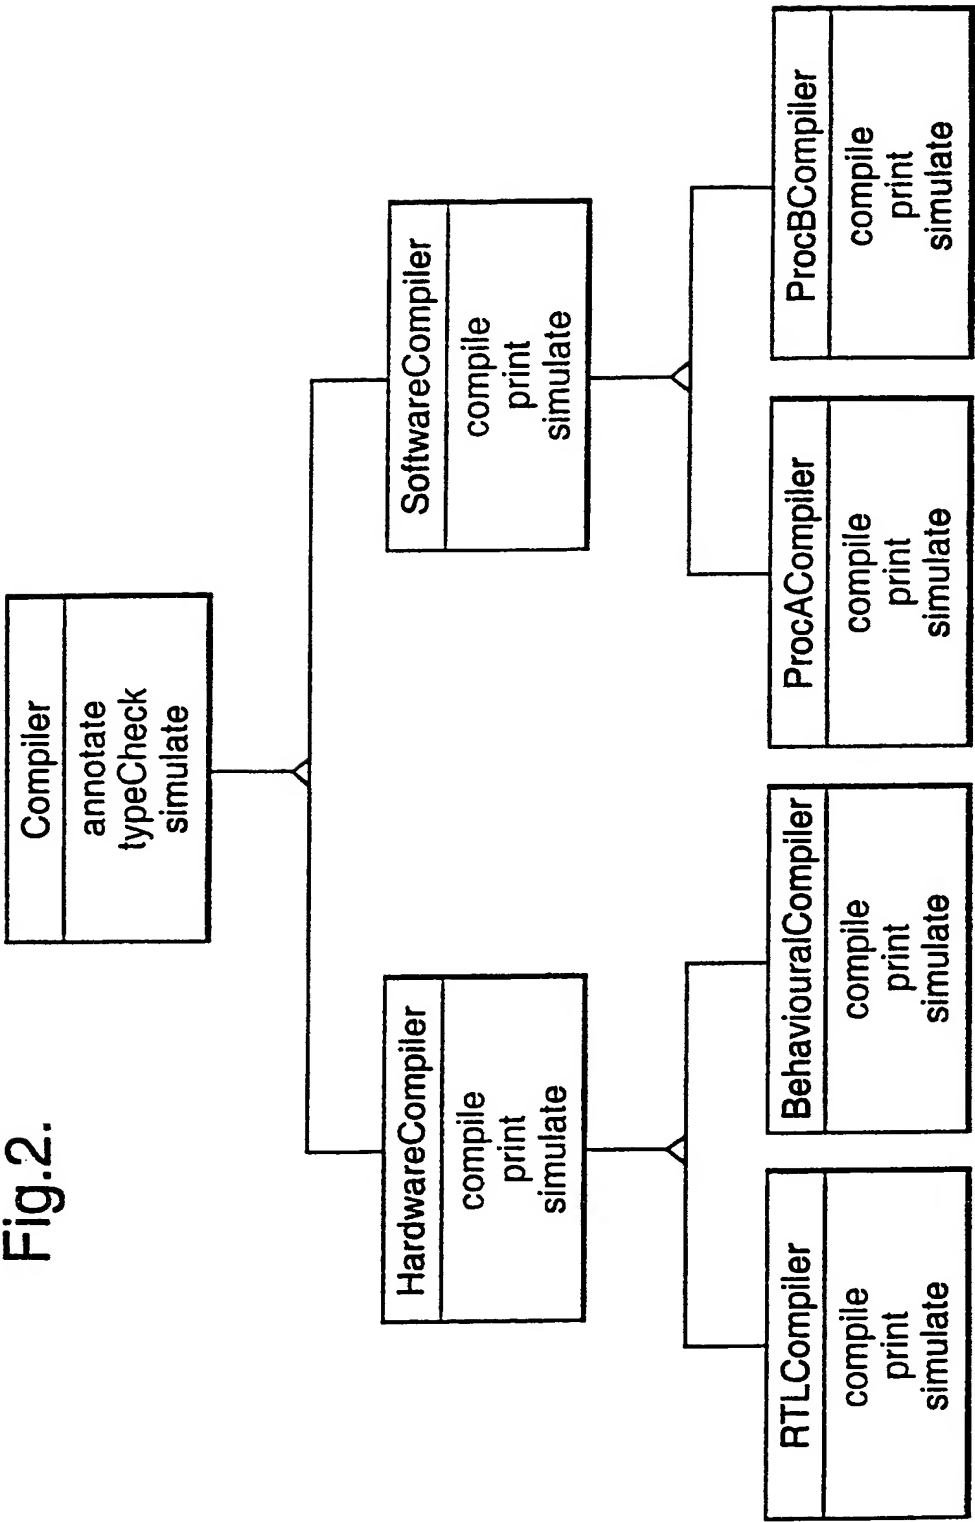 Fig.2.
Compiler
annotate
typeCheck
simulate
HardwareCompiler
compile
print
simulate
SoftwareCompiler
compile
print
simulate
RTLCompiler
compile
print
simulate
BehaviouralCompiler
compile
print
simulate
ProcACompiler
compile
print
simulate
ProcBCompiler
compile
print
simulate